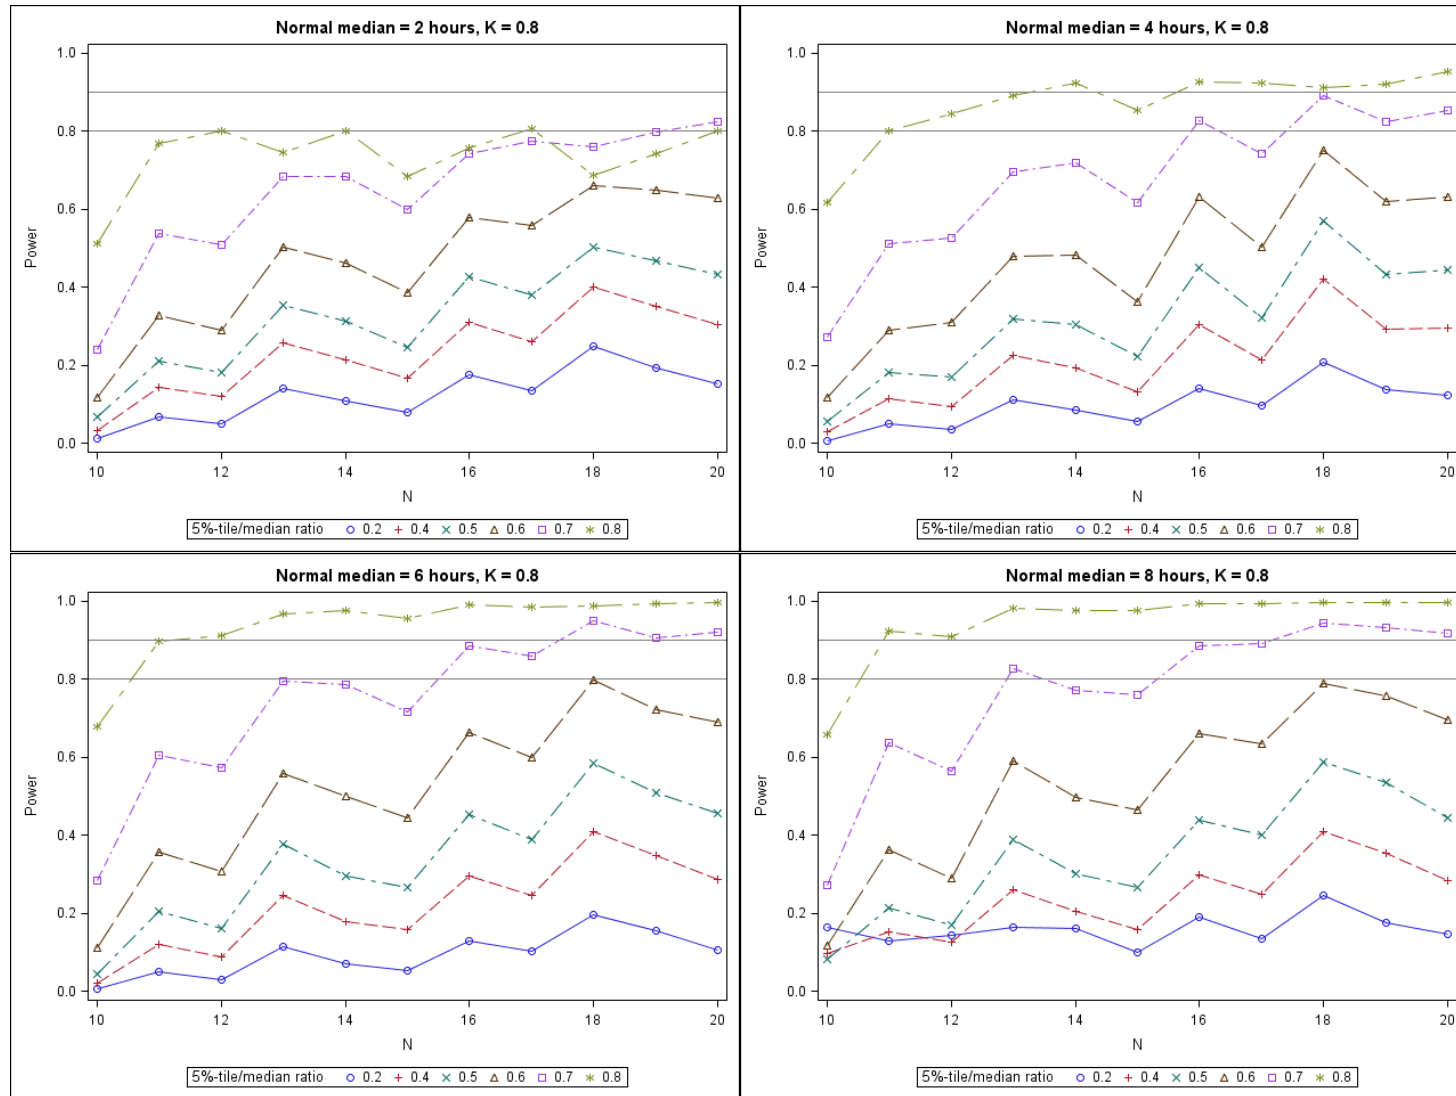 Normal median = 2 hours, K = 0.8
1.0
0.8
0.6
0.4
0.2
0.0
Power
10 12 14 16 18 20
N
5%-tile/median ratio 0.2 0.4 0.5 0.6 0.7 0.8
Normal median = 4 hours, K = 0.8
1.0
0.8
0.6
0.4
0.2
0.0
Power
10 12 14 16 18 20
N
5%-tile/median ratio 0.2 0.4 0.5 0.6 0.7 0.8
Normal median = 6 hours, K = 0.8
1.0
0.8
0.6
0.4
0.2
0.0
Power
10 12 14 16 18 20
N
5%-tile/median ratio 0.2 0.4 0.5 0.6 0.7 0.8
Normal median = 8 hours, K = 0.8
1.0
0.8
0.6
0.4
0.2
0.0
Power
10 12 14 16 18 20
N
5%-tile/median ratio 0.2 0.4 0.5 0.6 0.7 0.8